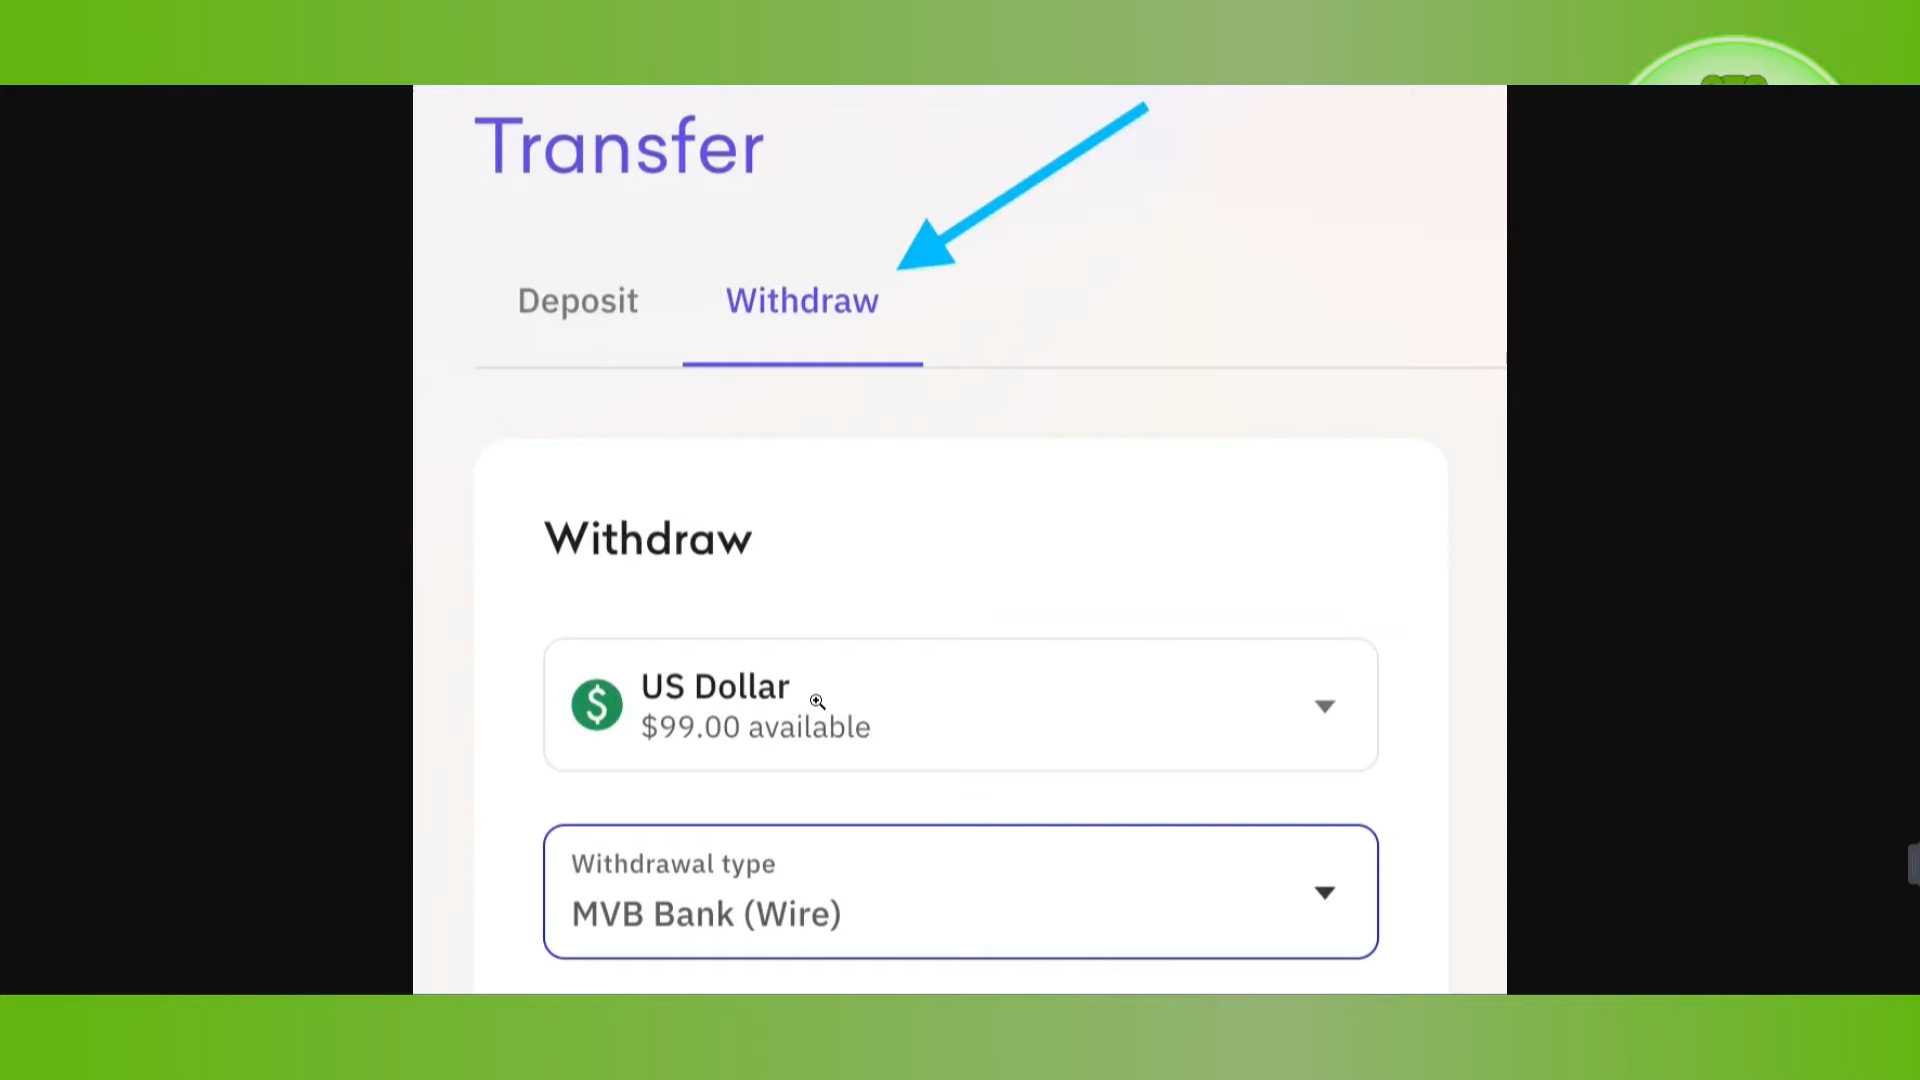 Transfer
Deposit Withdraw
Withdraw
US Dollar
$99.00 available
Withdrawal type
MVB Bank (Wire)